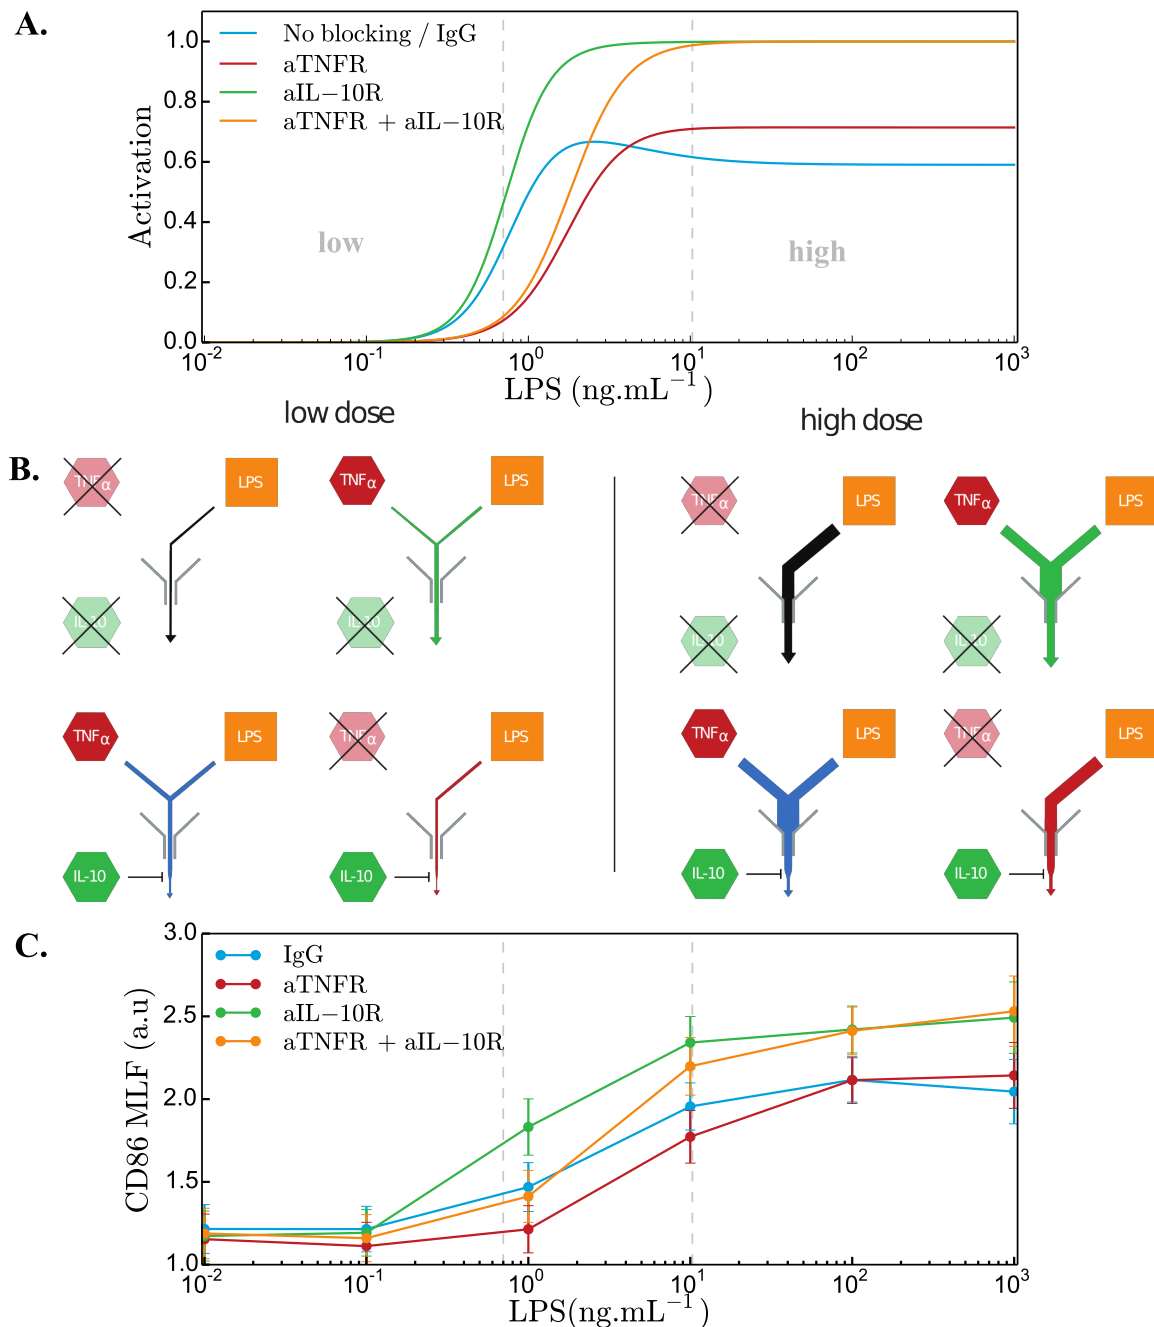 A.
No blocking / IgG
aTNFR
aIL−10R
aTNFR + aIL−10R
Activation
1.0
0.8
0.6
0.4
0.2
0.0
low
high
10^-2 10^-1 10^0 10^1 10^2 10^3
LPS (ng.mL^−1)
low dose
high dose
B.
TNFα LPS TNFα LPS TNFα LPS TNFα LPS
IL-10 IL-10 IL-10 IL-10
TNFα LPS TNFα LPS TNFα LPS TNFα LPS
IL-10 IL-10 IL-10 IL-10
C.
IgG
aTNFR
aIL−10R
aTNFR + aIL−10R
CD86 MLF (a.u)
3.0
2.5
2.0
1.5
1.0
10^-2 10^-1 10^0 10^1 10^2 10^3
LPS(ng.mL^−1)